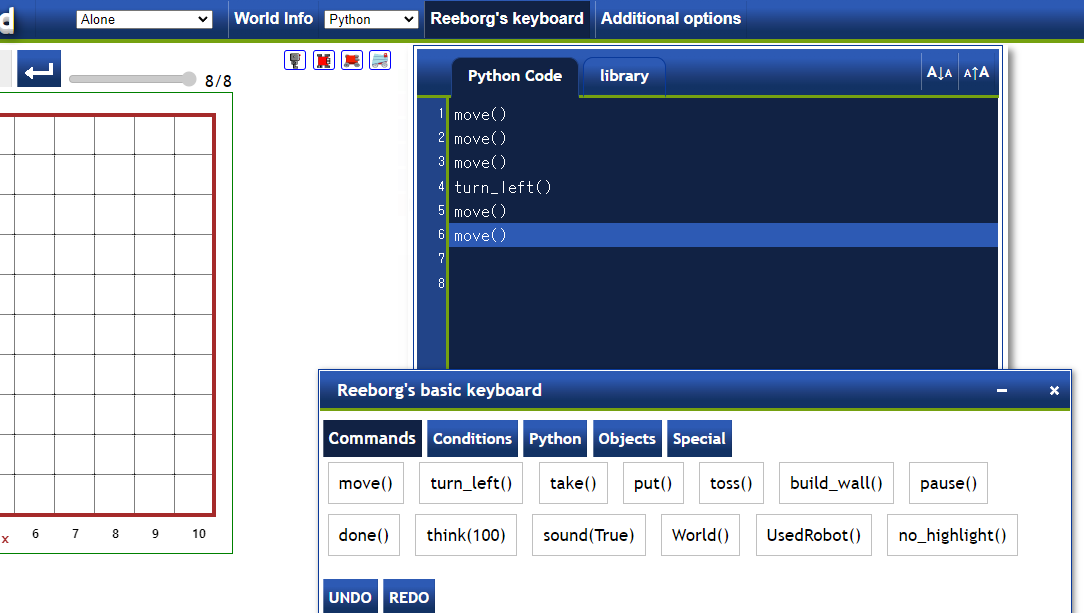 d Alone World Info Python Reeborg's keyboard Additional options
8/8
Python Code library A↓A A↑A
1 move()
2 move()
3 move()
4 turn_left()
5 move()
6 move()
7
8
x 6 7 8 9 10
Reeborg's basic keyboard
Commands Conditions Python Objects Special
move() turn_left() take() put() toss() build_wall() pause()
done() think(100) sound(True) World() UsedRobot() no_highlight()
UNDO REDO